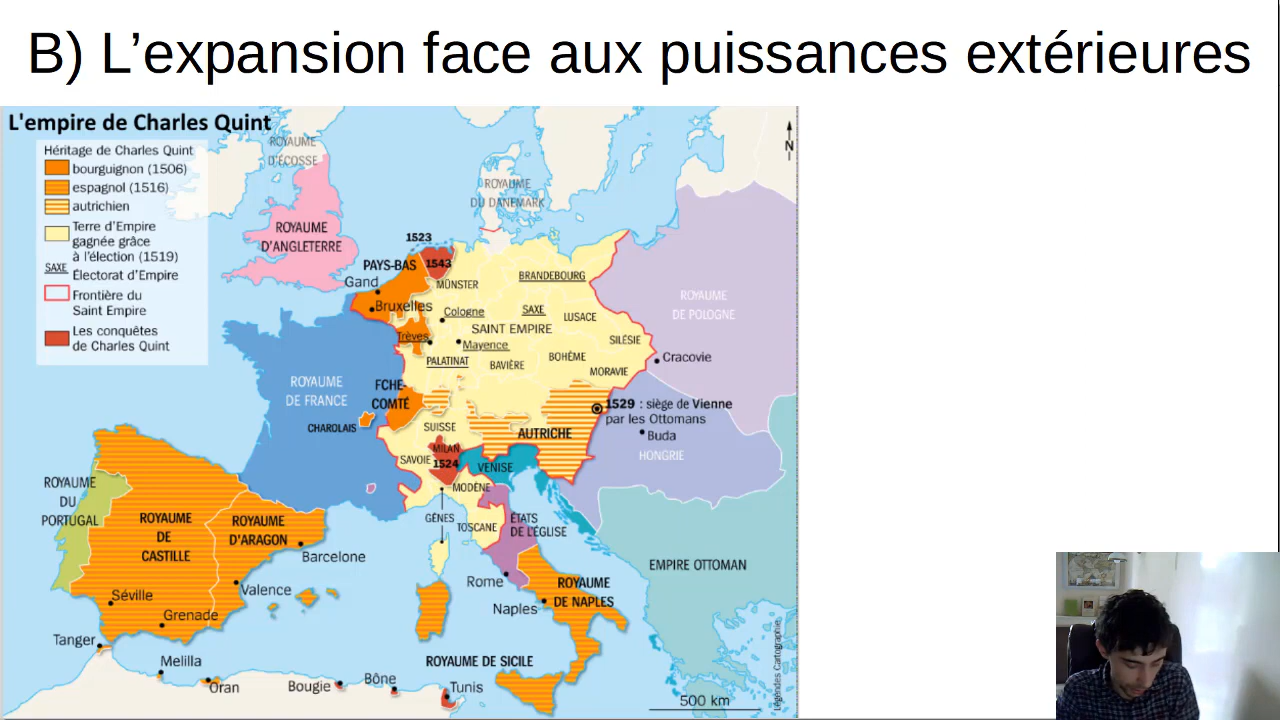 B) L’expansion face aux puissances extérieures
L'empire de Charles Quint
Héritage de Charles Quint
bourguignon (1506)
espagnol (1516)
autrichien
Terre d'Empire
gagnée grâce
à l'élection (1519)
SAXE Électorat d'Empire
Frontière du
Saint Empire
Les conquêtes
de Charles Quint
ROYAUME
D'ÉCOSSE
ROYAUME
DU DANEMARK
N
ROYAUME
D'ANGLETERRE
1523
PAYS-BAS
1543
Gand
MÜNSTER
BRANDEBOURG
Bruxelles
Cologne
SAXE
LUSACE
ROYAUME
DE POLOGNE
SAINT EMPIRE
Trèves
Mayence
SILÉSIE
PALATINAT
BAVIÈRE
BOHÊME
MORAVIE
Cracovie
ROYAUME
DE FRANCE
FCHE-
COMTÉ
CHAROLAIS
1529 : siège de Vienne
par les Ottomans
Buda
HONGRIE
SUISSE
AUTRICHE
MILAN
SAVOIE
1524
VENISE
MODÈNE
GÊNES
TOSCANE
ÉTATS
DE L'ÉGLISE
ROYAUME
DU
PORTUGAL
ROYAUME
DE
CASTILLE
ROYAUME
D'ARAGON
Barcelone
Valence
Séville
Grenade
EMPIRE OTTOMAN
Rome
ROYAUME
DE NAPLES
Naples
Tanger
Melilla
Oran
Bougie
Bône
Tunis
ROYAUME DE SICILE
500 km
Légendes Cartographie